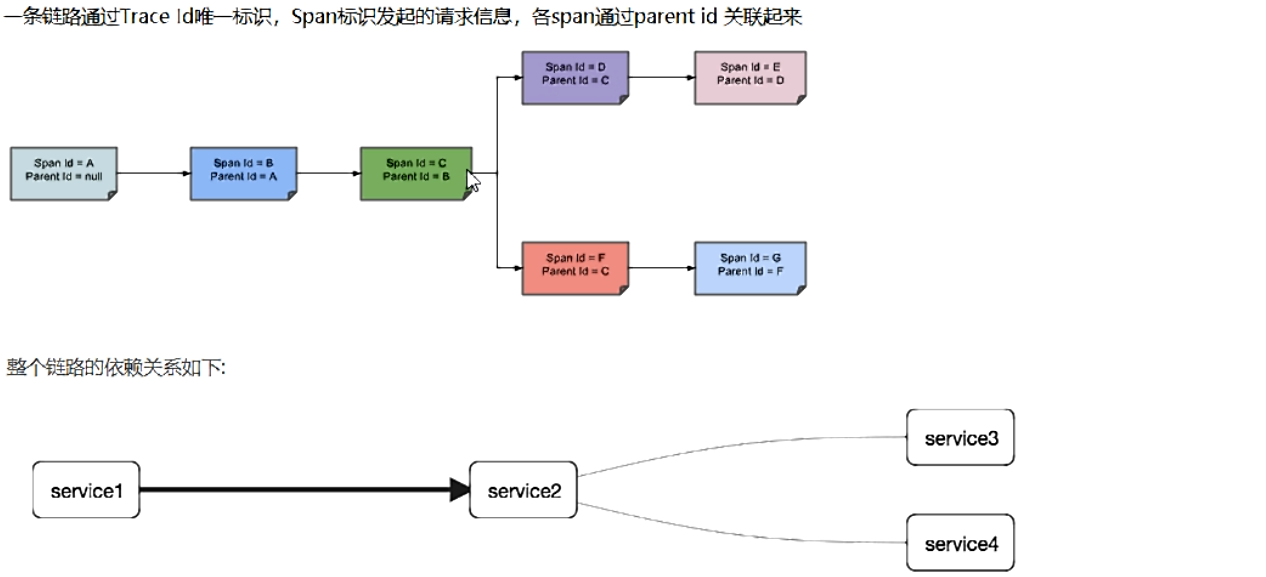 一条链路通过Trace Id唯一标识，Span标识发起的请求信息，各span通过parent id 关联起来
Span Id = A
Parent Id = null
Span Id = B
Parent Id = A
Span Id = C
Parent Id = B
Span Id = D
Parent Id = C
Span Id = E
Parent Id = D
Span Id = F
Parent Id = C
Span Id = G
Parent Id = F
整个链路的依赖关系如下:
service1
service2
service3
service4